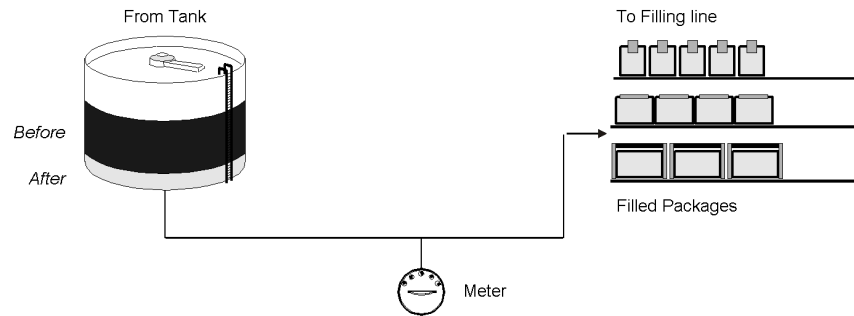 From Tank
To Filling line
Before
After
Filled Packages
Meter